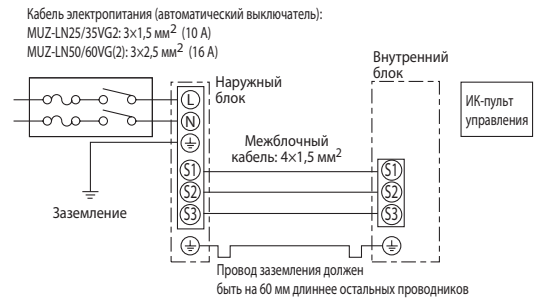 Кабель электропитания (автоматический выключатель):
MUZ-LN25/35VG2: 3×1,5 мм² (10 А)
MUZ-LN50/60VG(2): 3×2,5 мм² (16 А)
Наружный
блок
Внутренний
блок
ИК-пульт
управления
L
N
Межблочный
кабель: 4×1,5 мм²
S1
S1
S2
S2
S3
S3
Заземление
Провод заземления должен
быть на 60 мм длиннее остальных проводников